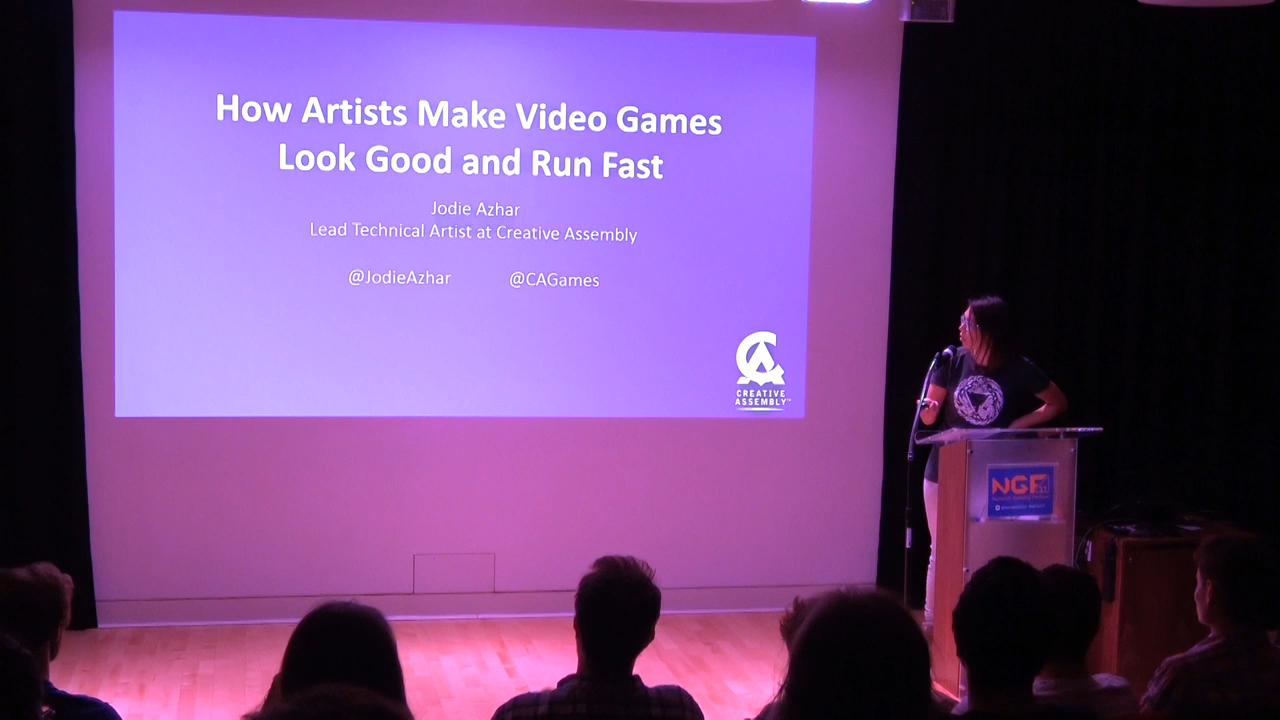 How Artists Make Video Games
Look Good and Run Fast
Jodie Azhar
Lead Technical Artist at Creative Assembly
@JodieAzhar @CAGames
CREATIVE
ASSEMBLY™
NGF